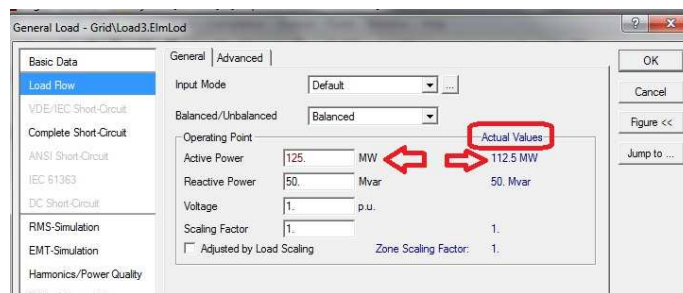 General Load - Grid\Load3.ElmLod
Basic Data
Load Flow
VDE/IEC Short-Circuit
Complete Short-Circuit
ANSI Short-Circuit
IEC 61363
DC Short-Circuit
RMS-Simulation
EMT-Simulation
Harmonics/Power Quality
General Advanced
Input Mode Default ...
Balanced/Unbalanced Balanced
Operating Point Actual Values
Active Power 125. MW 112.5 MW
Reactive Power 50. Mvar 50. Mvar
Voltage 1. p.u.
Scaling Factor 1. 1.
Adjusted by Load Scaling Zone Scaling Factor: 1.
OK
Cancel
Figure <<
Jump to ...